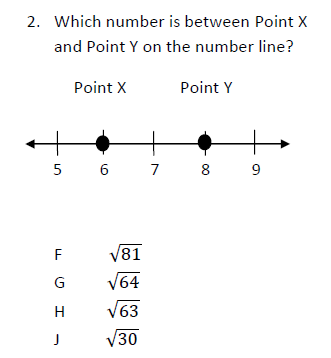 2. Which number is between Point X
and Point Y on the number line?
Point X Point Y
5 6 7 8 9
F √81
G √64
H √63
J √30